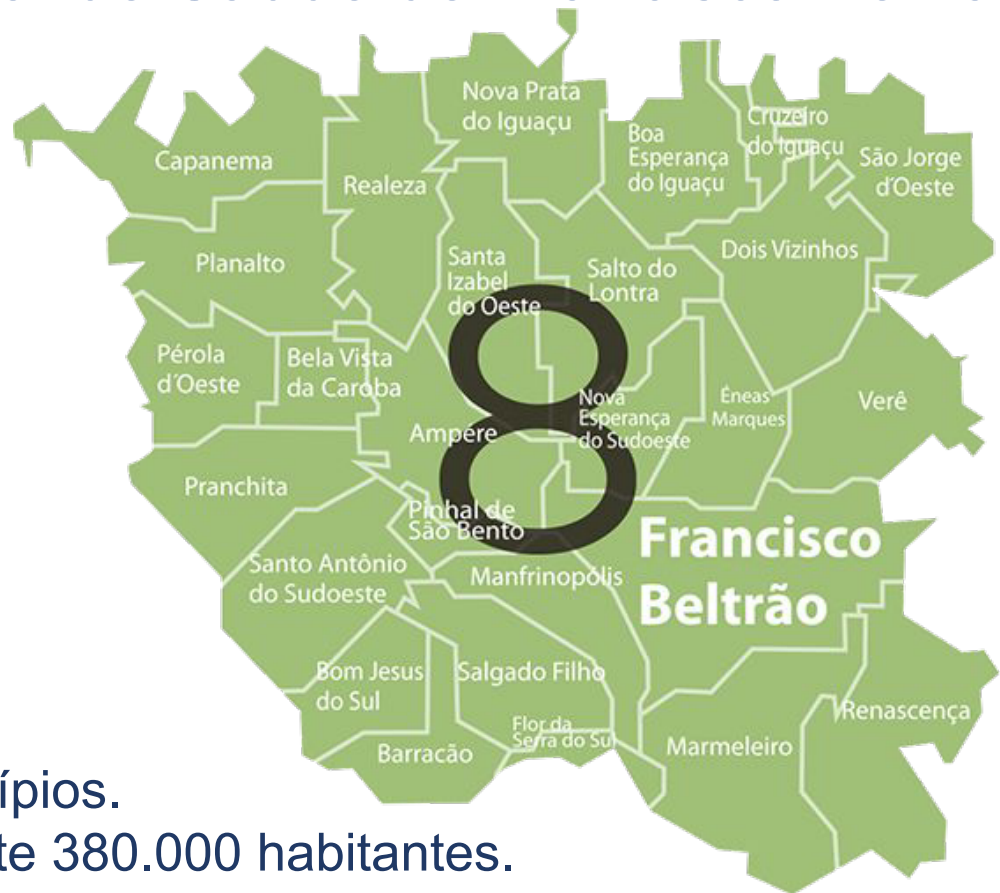 Nova Prata
do Iguaçu
Cruzeiro
do Iguaçu
Boa
Esperança
do Iguaçu
São Jorge
d´Oeste
Capanema
Realeza
Planalto
Santa
Izabel
do Oeste
Salto do
Lontra
Dois Vizinhos
Pérola
d´Oeste
Bela Vista
da Caroba
8
Nova
Esperança
do Sudoeste
Éneas
Marques
Verê
Ampére
Pranchita
Pinhal de
São Bento
Francisco
Beltrão
Santo Antônio
do Sudoeste
Manfrinopólis
Bom Jesus
do Sul
Salgado Filho
Flor da
Serra do Sul
Barracão
Marmeleiro
Renascença
ípios.
te 380.000 habitantes.